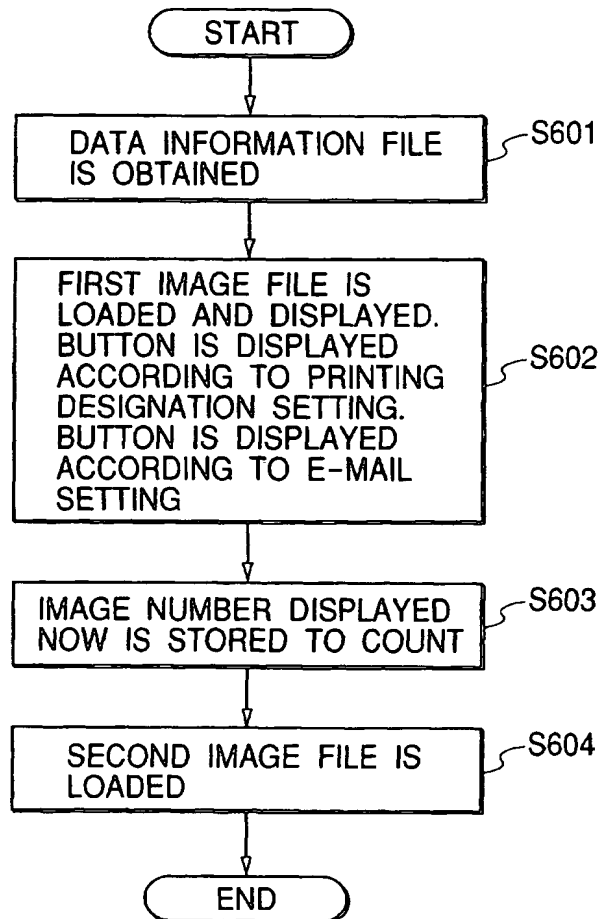 START
DATA INFORMATION FILE
IS OBTAINED
S601
FIRST IMAGE FILE IS
LOADED AND DISPLAYED.
BUTTON IS DISPLAYED
ACCORDING TO PRINTING
DESIGNATION SETTING.
BUTTON IS DISPLAYED
ACCORDING TO E-MAIL
SETTING
S602
IMAGE NUMBER DISPLAYED
NOW IS STORED TO COUNT
S603
SECOND IMAGE FILE IS
LOADED
S604
END